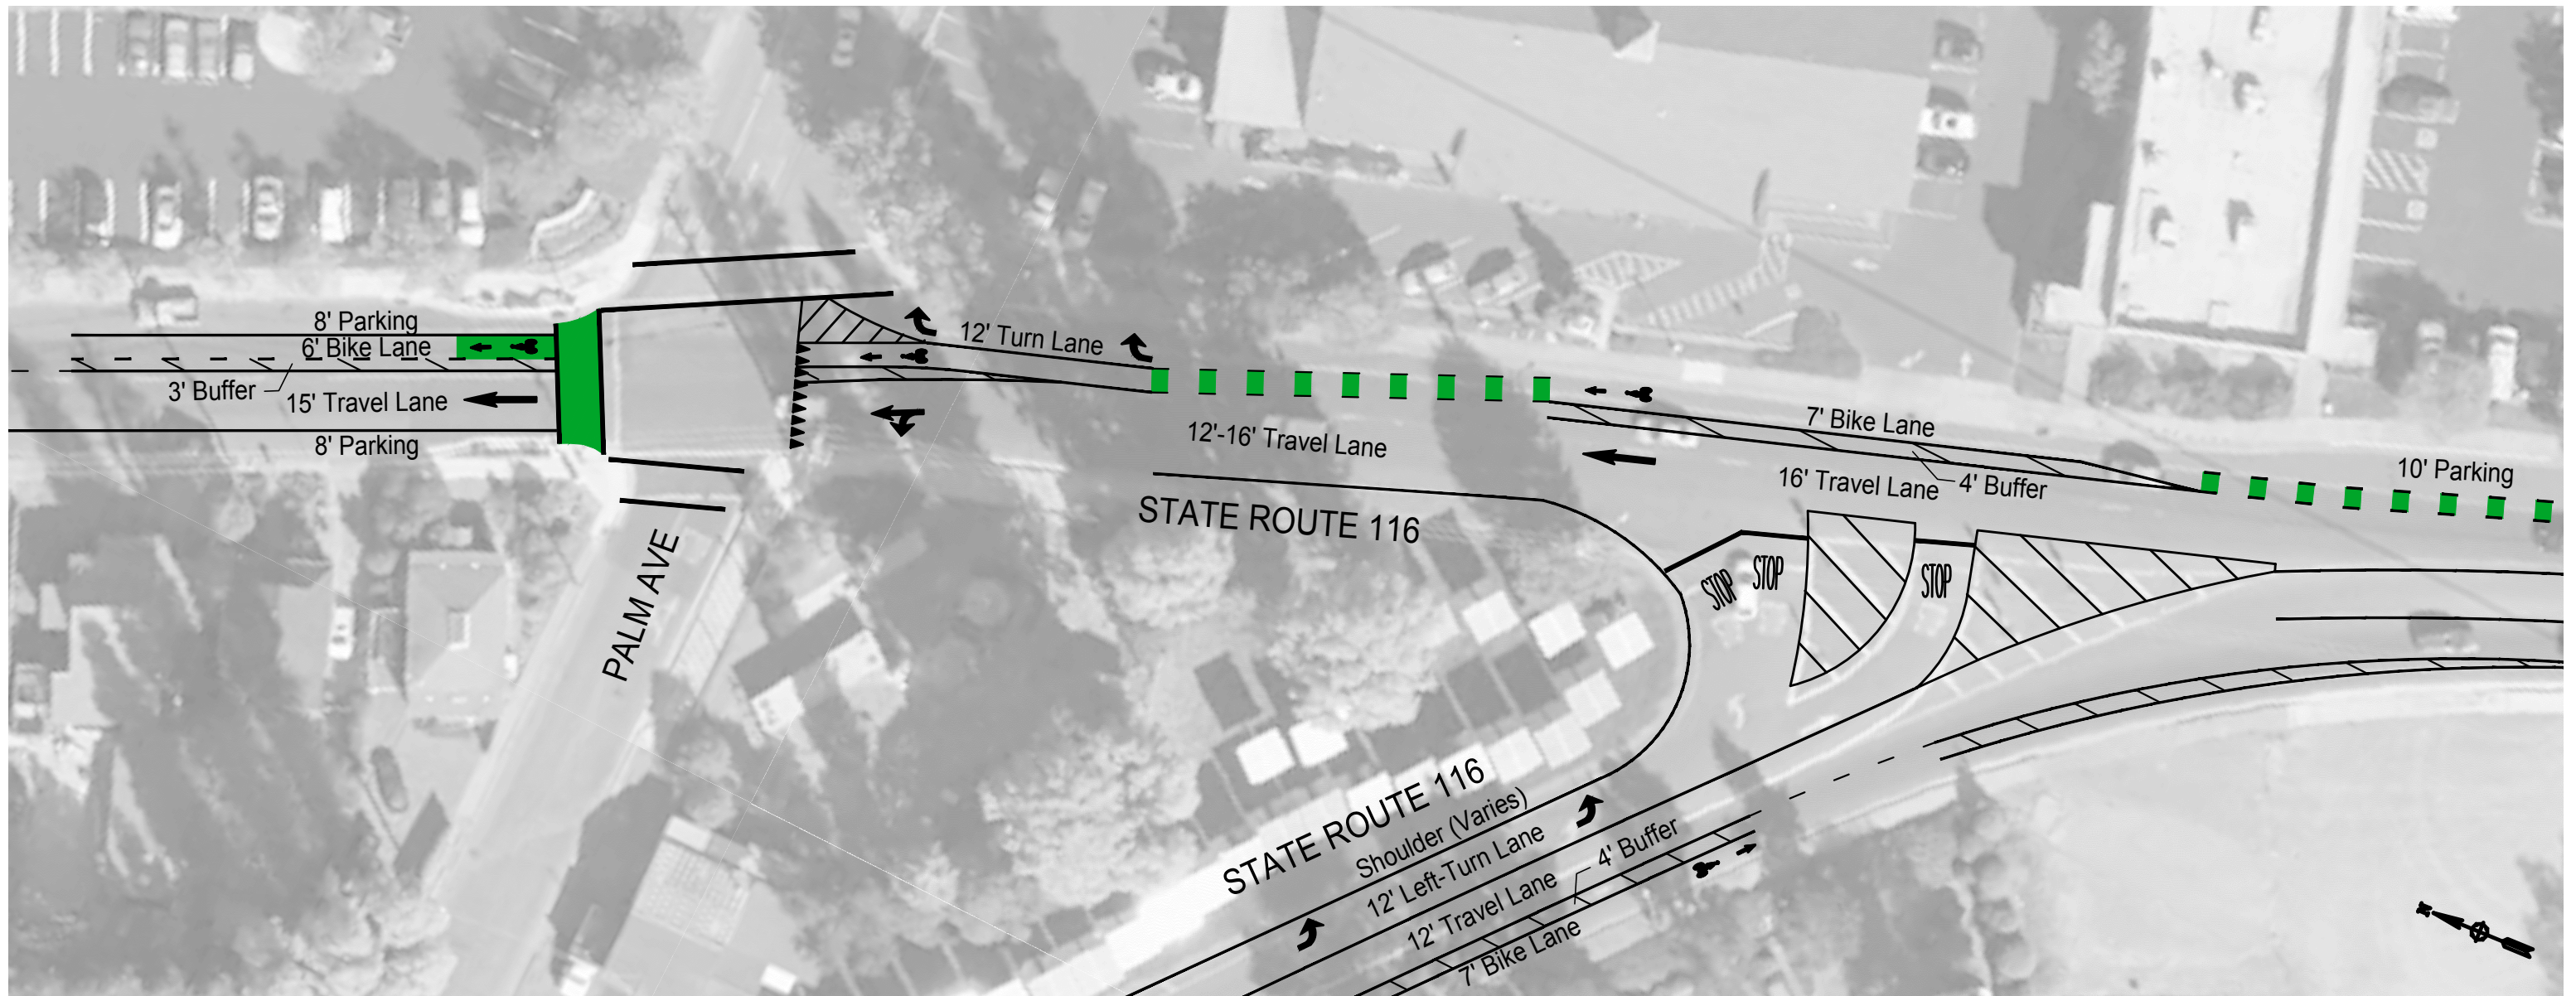 8' Parking
6' Bike Lane
3' Buffer
15' Travel Lane
8' Parking
12' Turn Lane
12'-16' Travel Lane
STATE ROUTE 116
7' Bike Lane
16' Travel Lane
4' Buffer
10' Parking
STOP
STOP
STOP
PALM AVE
STATE ROUTE 116
Shoulder (Varies)
12' Left-Turn Lane
4' Buffer
12' Travel Lane
7' Bike Lane